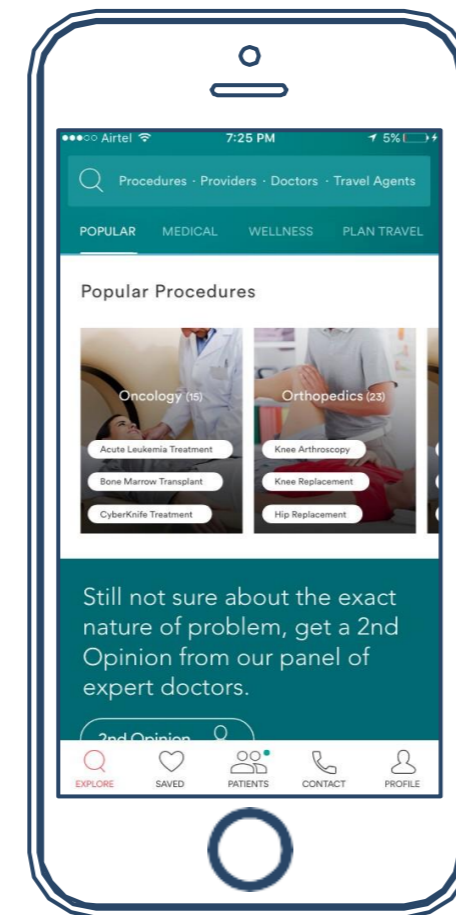 Airtel 7:25 PM 5%
Procedures · Providers · Doctors · Travel Agents
POPULAR MEDICAL WELLNESS PLAN TRAVEL
Popular Procedures
Oncology (15)
Acute Leukemia Treatment
Bone Marrow Transplant
CyberKnife Treatment
Orthopedics (23)
Knee Arthroscopy
Knee Replacement
Hip Replacement
Still not sure about the exact
nature of problem, get a 2nd
Opinion from our panel of
expert doctors.
2nd Opinion
EXPLORE SAVED PATIENTS CONTACT PROFILE